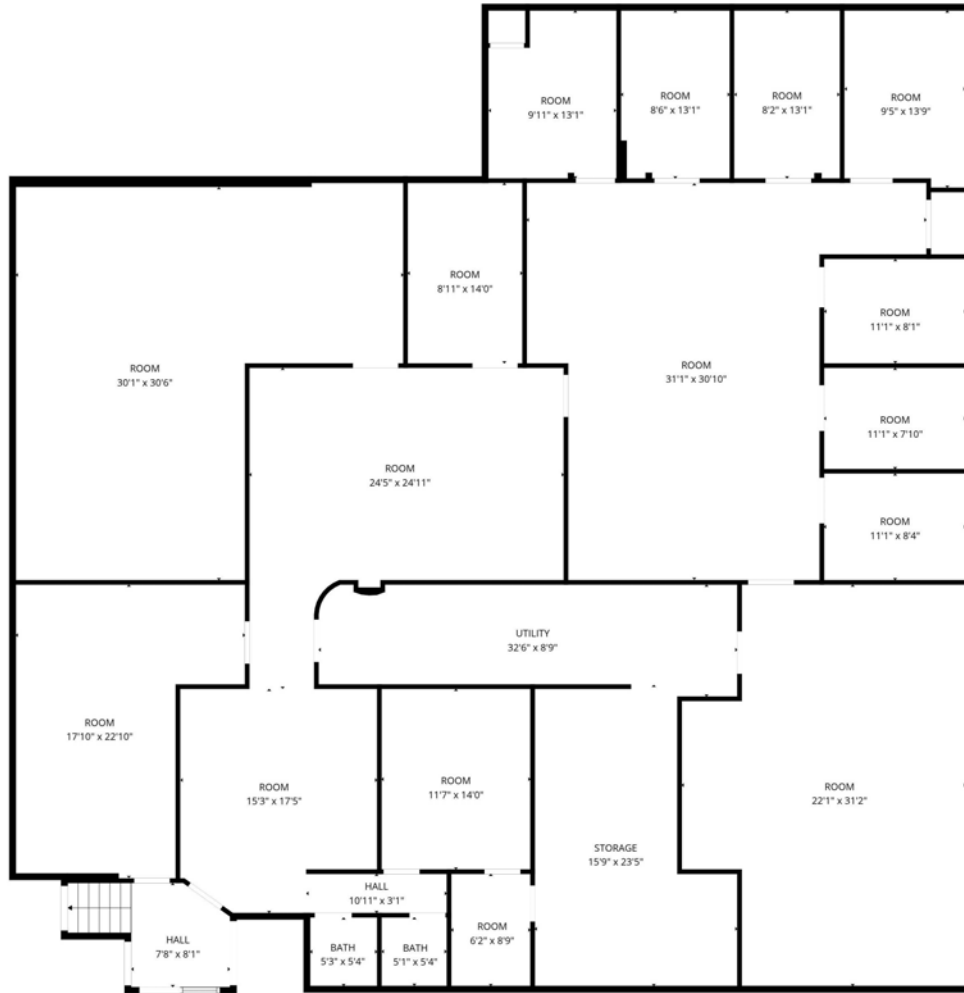 ROOM
9'11" x 13'1"
ROOM
8'6" x 13'1"
ROOM
8'2" x 13'1"
ROOM
9'5" x 13'9"
ROOM
8'11" x 14'0"
ROOM
11'1" x 8'1"
ROOM
30'1" x 30'6"
ROOM
31'1" x 30'10"
ROOM
11'1" x 7'10"
ROOM
24'5" x 24'11"
ROOM
11'1" x 8'4"
UTILITY
32'6" x 8'9"
ROOM
17'10" x 22'10"
ROOM
15'3" x 17'5"
ROOM
11'7" x 14'0"
ROOM
22'1" x 31'2"
STORAGE
15'9" x 23'5"
HALL
10'11" x 3'1"
ROOM
6'2" x 8'9"
HALL
7'8" x 8'1"
BATH
5'3" x 5'4"
BATH
5'1" x 5'4"